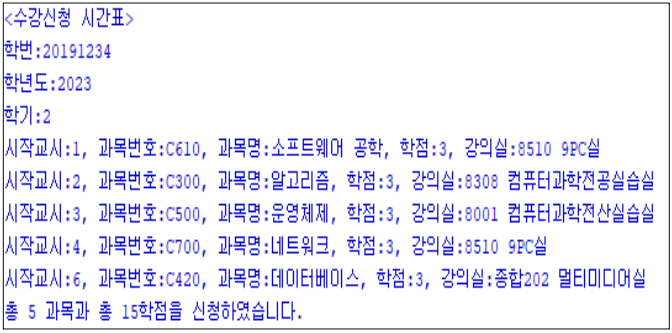 <수강신청 시간표>
학번:20191234
학년도:2023
학기:2
시작교시:1, 과목번호:C610, 과목명:소프트웨어 공학, 학점:3, 강의실:8510 9PC실
시작교시:2, 과목번호:C300, 과목명:알고리즘, 학점:3, 강의실:8308 컴퓨터과학전공실습실
시작교시:3, 과목번호:C500, 과목명:운영체제, 학점:3, 강의실:8001 컴퓨터과학전산실습실
시작교시:4, 과목번호:C700, 과목명:네트워크, 학점:3, 강의실:8510 9PC실
시작교시:6, 과목번호:C420, 과목명:데이터베이스, 학점:3, 강의실:종합202 멀티미디어실
총 5 과목과 총 15학점을 신청하였습니다.